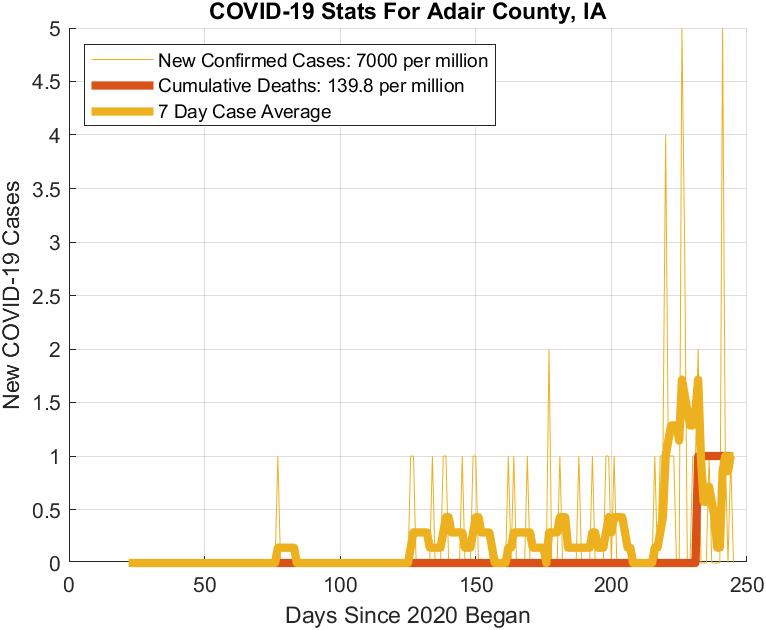 COVID-19 Stats For Adair County, IA
New Confirmed Cases: 7000 per million
Cumulative Deaths: 139.8 per million
7 Day Case Average
New COVID-19 Cases
5
4.5
4
3.5
3
2.5
2
1.5
1
0.5
0
0 50 100 150 200 250
Days Since 2020 Began